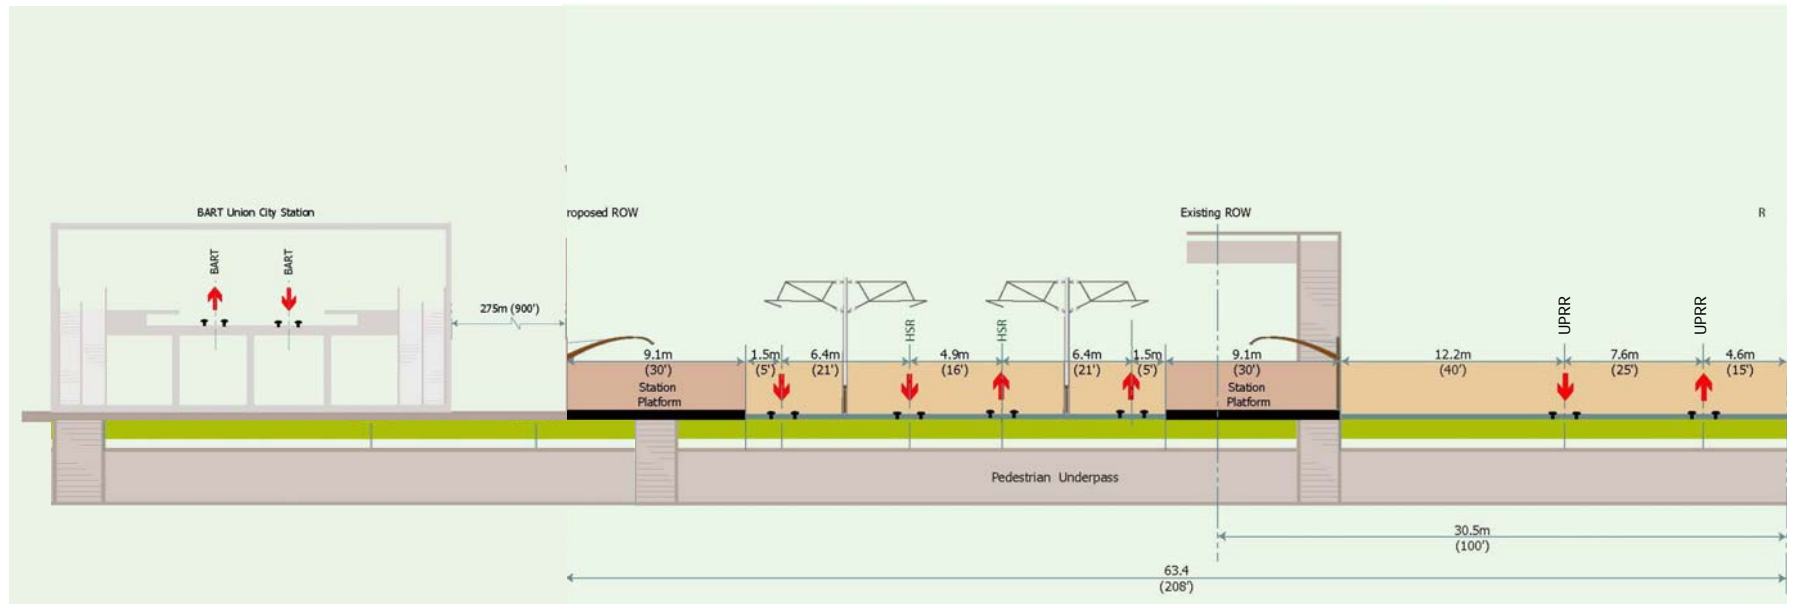 BART Union City Station
roposed ROW
Existing ROW
R
BART
BART
275m (900')
HSR
HSR
UPRR
UPRR
9.1m
(30')
1.5m
(5')
6.4m
(21')
4.9m
(16')
6.4m
(21')
1.5m
(5')
9.1m
(30')
12.2m
(40')
7.6m
(25')
4.6m
(15')
Station
Platform
Station
Platform
Pedestrian Underpass
30.5m
(100')
63.4
(208')